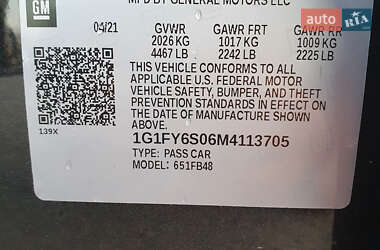 GM
MFD BY GENERAL MOTORS LLC
RIA.com
04/21 GVWR GAWR FRT GAWR RR
2026 KG 1017 KG 1009 KG
4467 LB 2242 LB 2225 LB
THIS VEHICLE CONFORMS TO ALL
APPLICABLE U.S. FEDERAL MOTOR
VEHICLE SAFETY, BUMPER, AND THEFT
PREVENTION STANDARDS IN EFFECT ON
THE DATE OF MANUFACTURE SHOWN
ABOVE.
139X
1G1FY6S06M4113705
TYPE: PASS CAR
MODEL: 651FB48